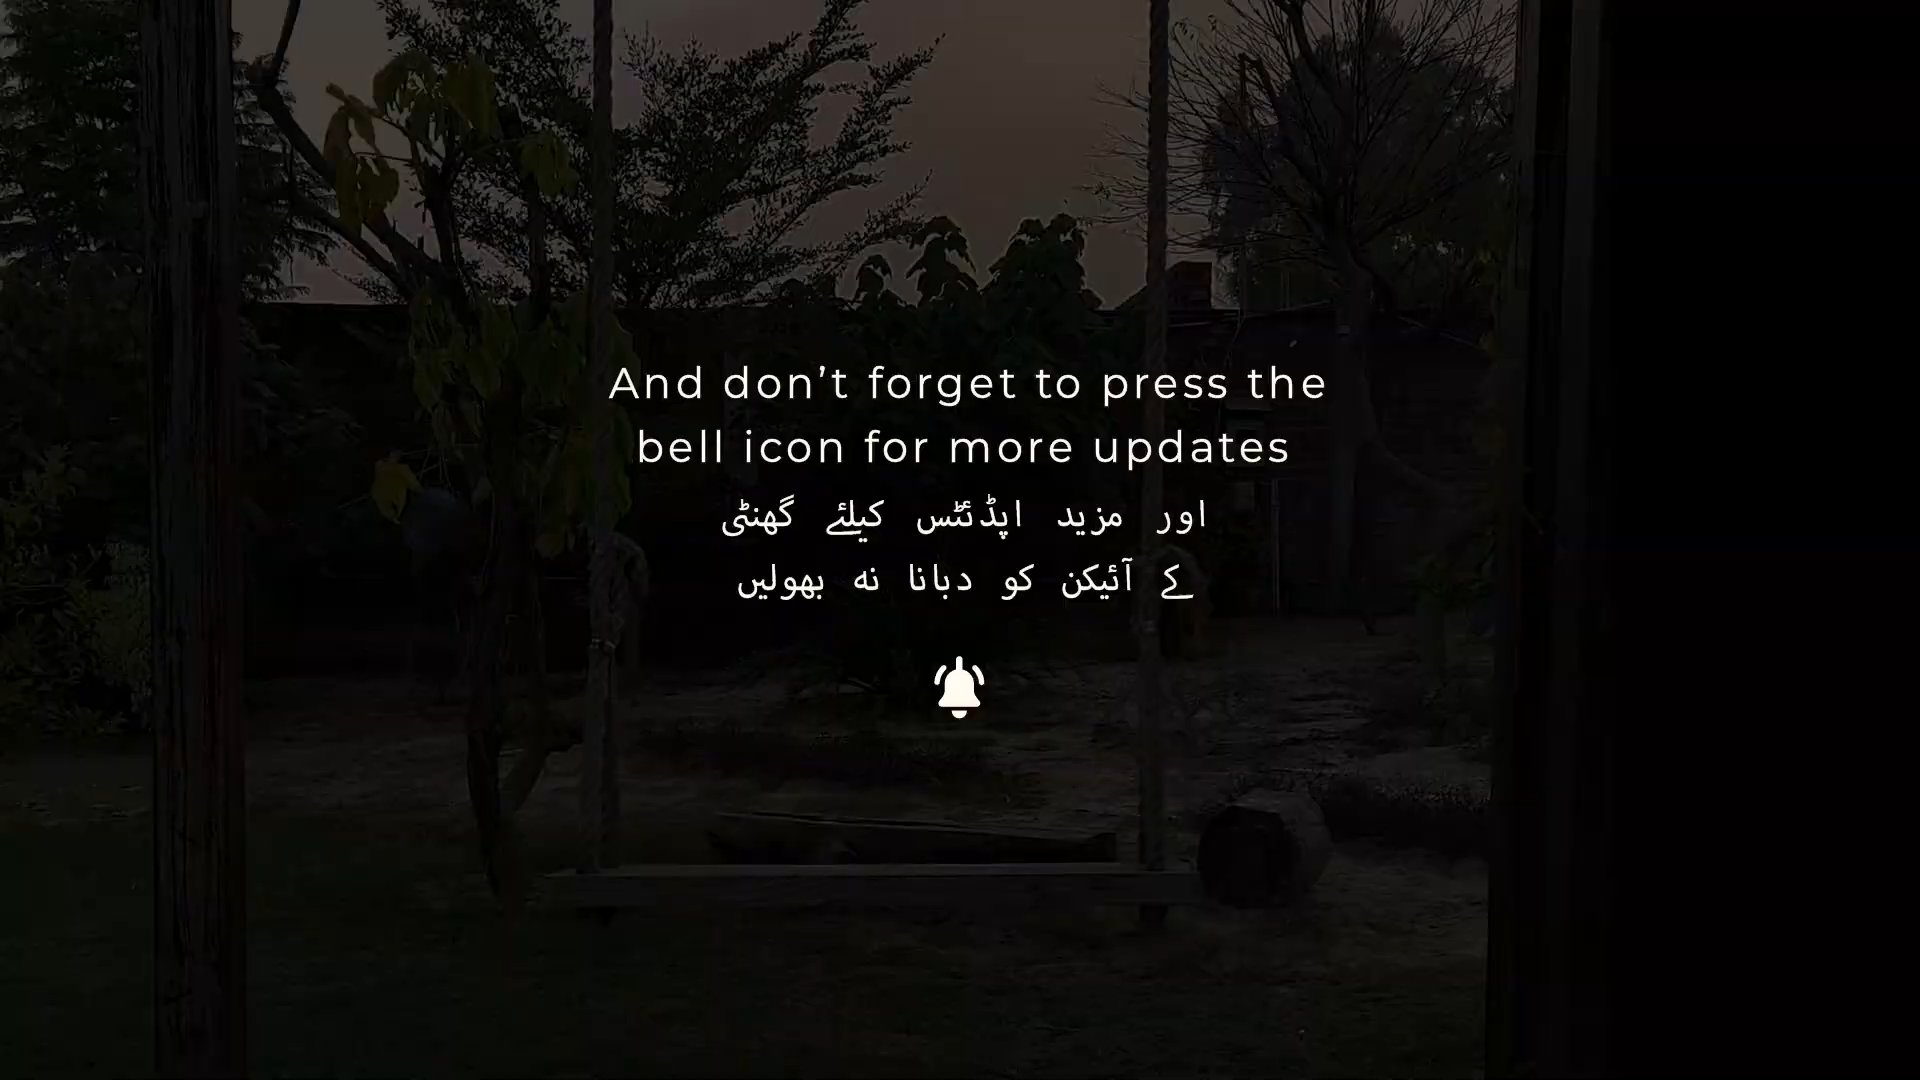 And don’t forget to press the
bell icon for more updates
اور مزید اپڈئٹس کیلئے گھنٹی
کے آئیکن کو دبانا نہ بھولیں